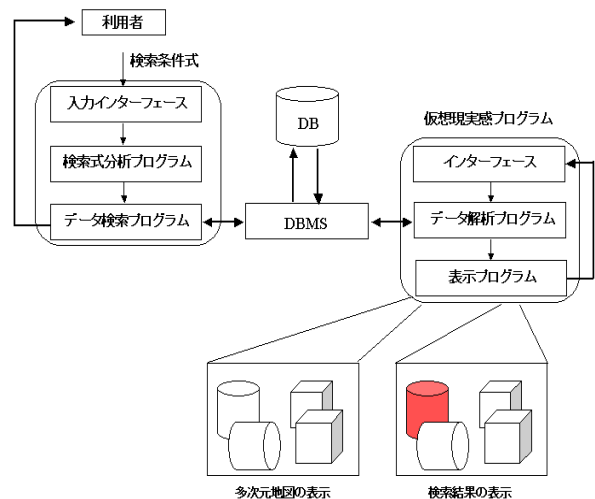 利用者
検索条件式
入力インターフェース
検索式分析プログラム
データ検索プログラム
DB
DBMS
仮想現実感プログラム
インターフェース
データ解析プログラム
表示プログラム
多次元地図の表示
検索結果の表示